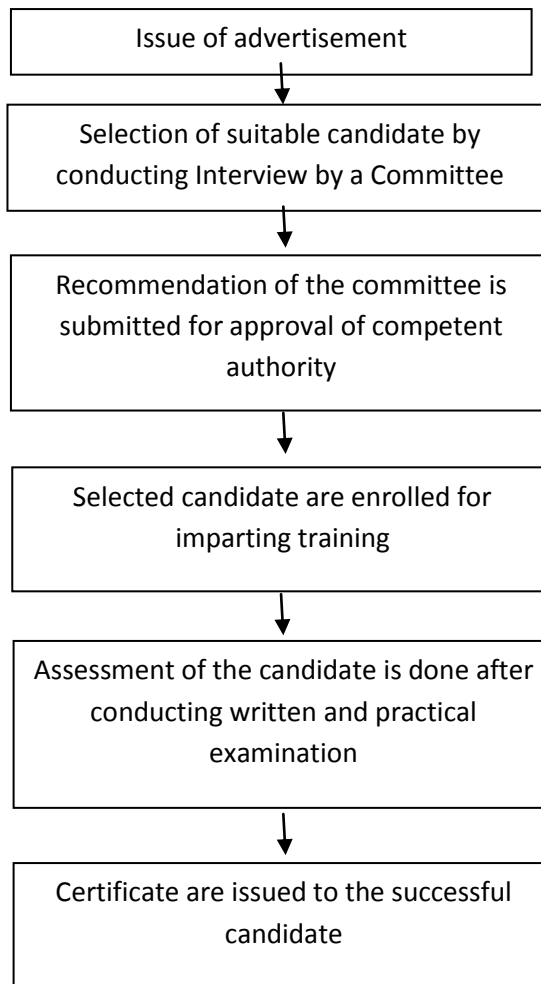 Issue of advertisement
Selection of suitable candidate by
conducting Interview by a Committee
Recommendation of the committee is
submitted for approval of competent
authority
Selected candidate are enrolled for
imparting training
Assessment of the candidate is done after
conducting written and practical
examination
Certificate are issued to the successful
candidate